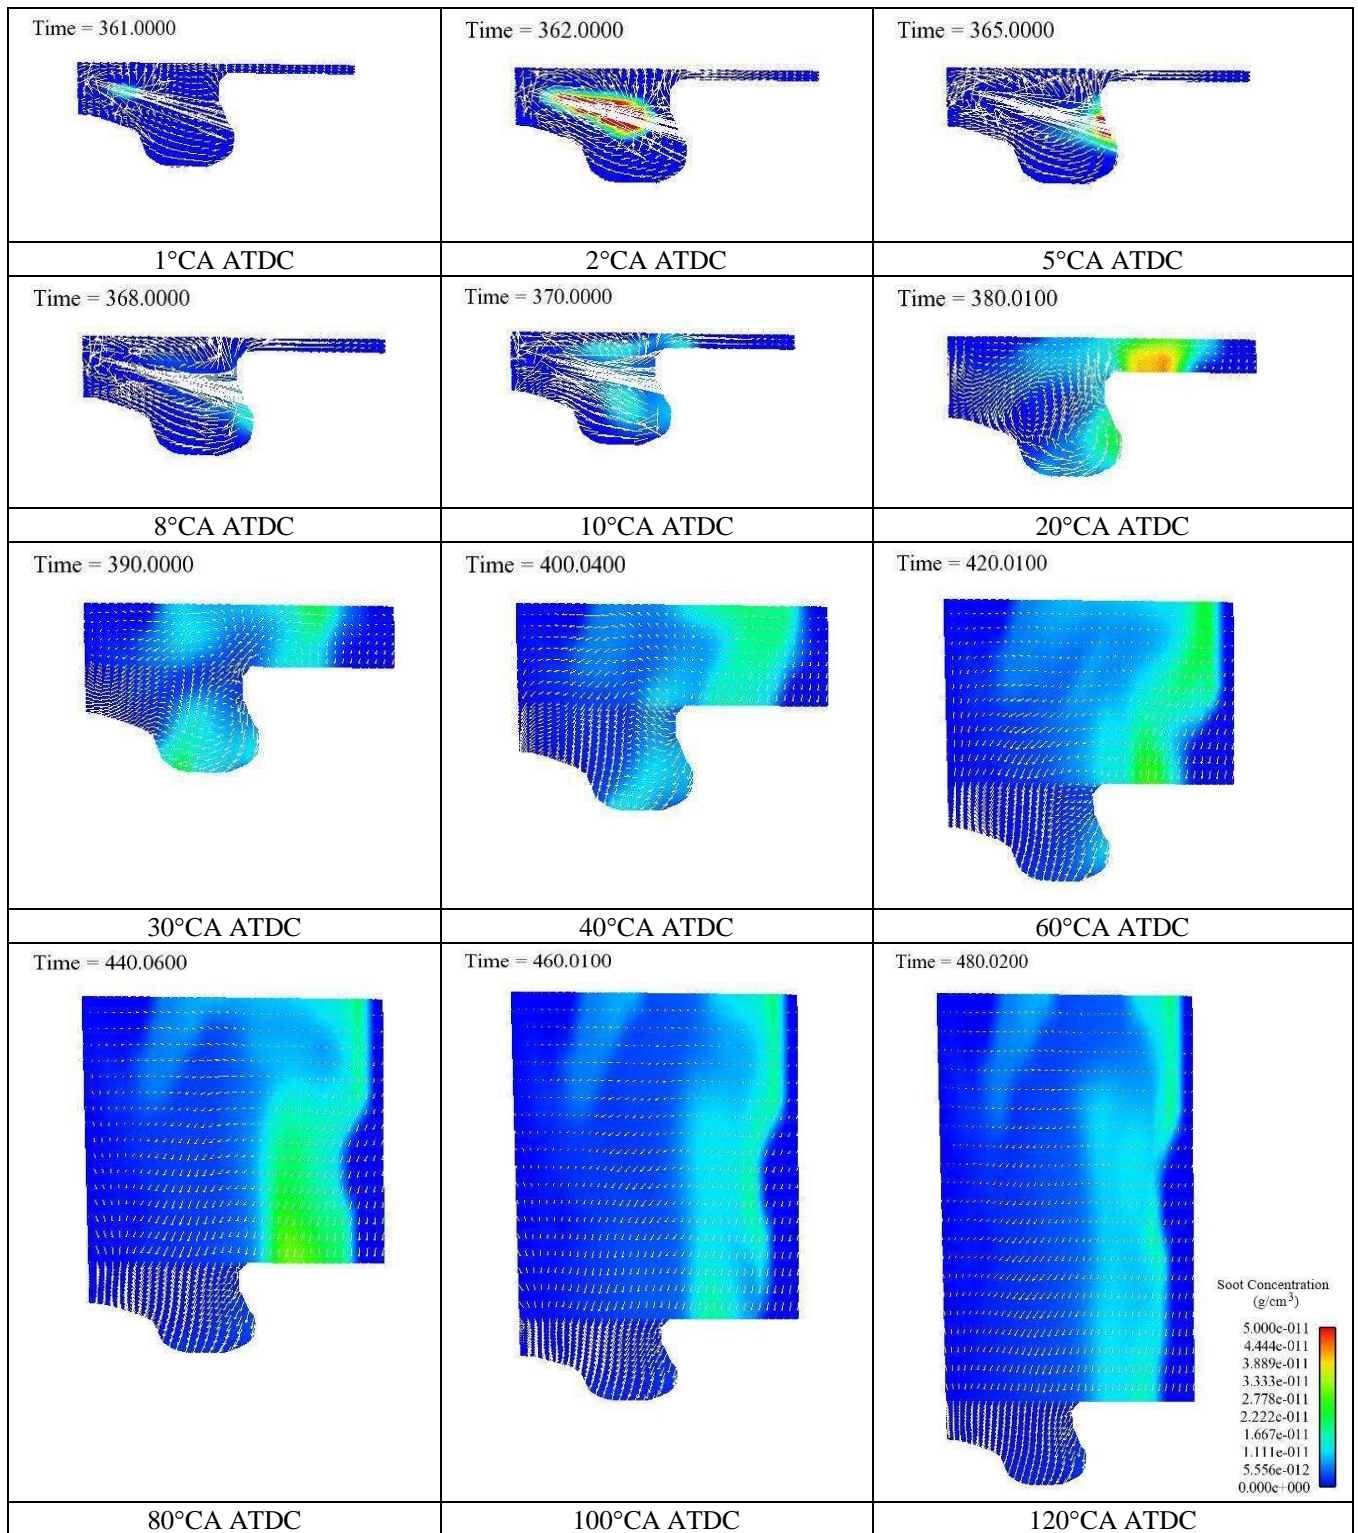 Time = 361.0000
Time = 362.0000
Time = 365.0000
1°CA ATDC
2°CA ATDC
5°CA ATDC
Time = 368.0000
Time = 370.0000
Time = 380.0100
8°CA ATDC
10°CA ATDC
20°CA ATDC
Time = 390.0000
Time = 400.0400
Time = 420.0100
30°CA ATDC
40°CA ATDC
60°CA ATDC
Time = 440.0600
Time = 460.0100
Time = 480.0200
Soot Concentration
(g/cm³)
5.000e-011
4.444e-011
3.889e-011
3.333e-011
2.778e-011
2.222e-011
1.667e-011
1.111e-011
5.556e-012
0.000e+000
80°CA ATDC
100°CA ATDC
120°CA ATDC